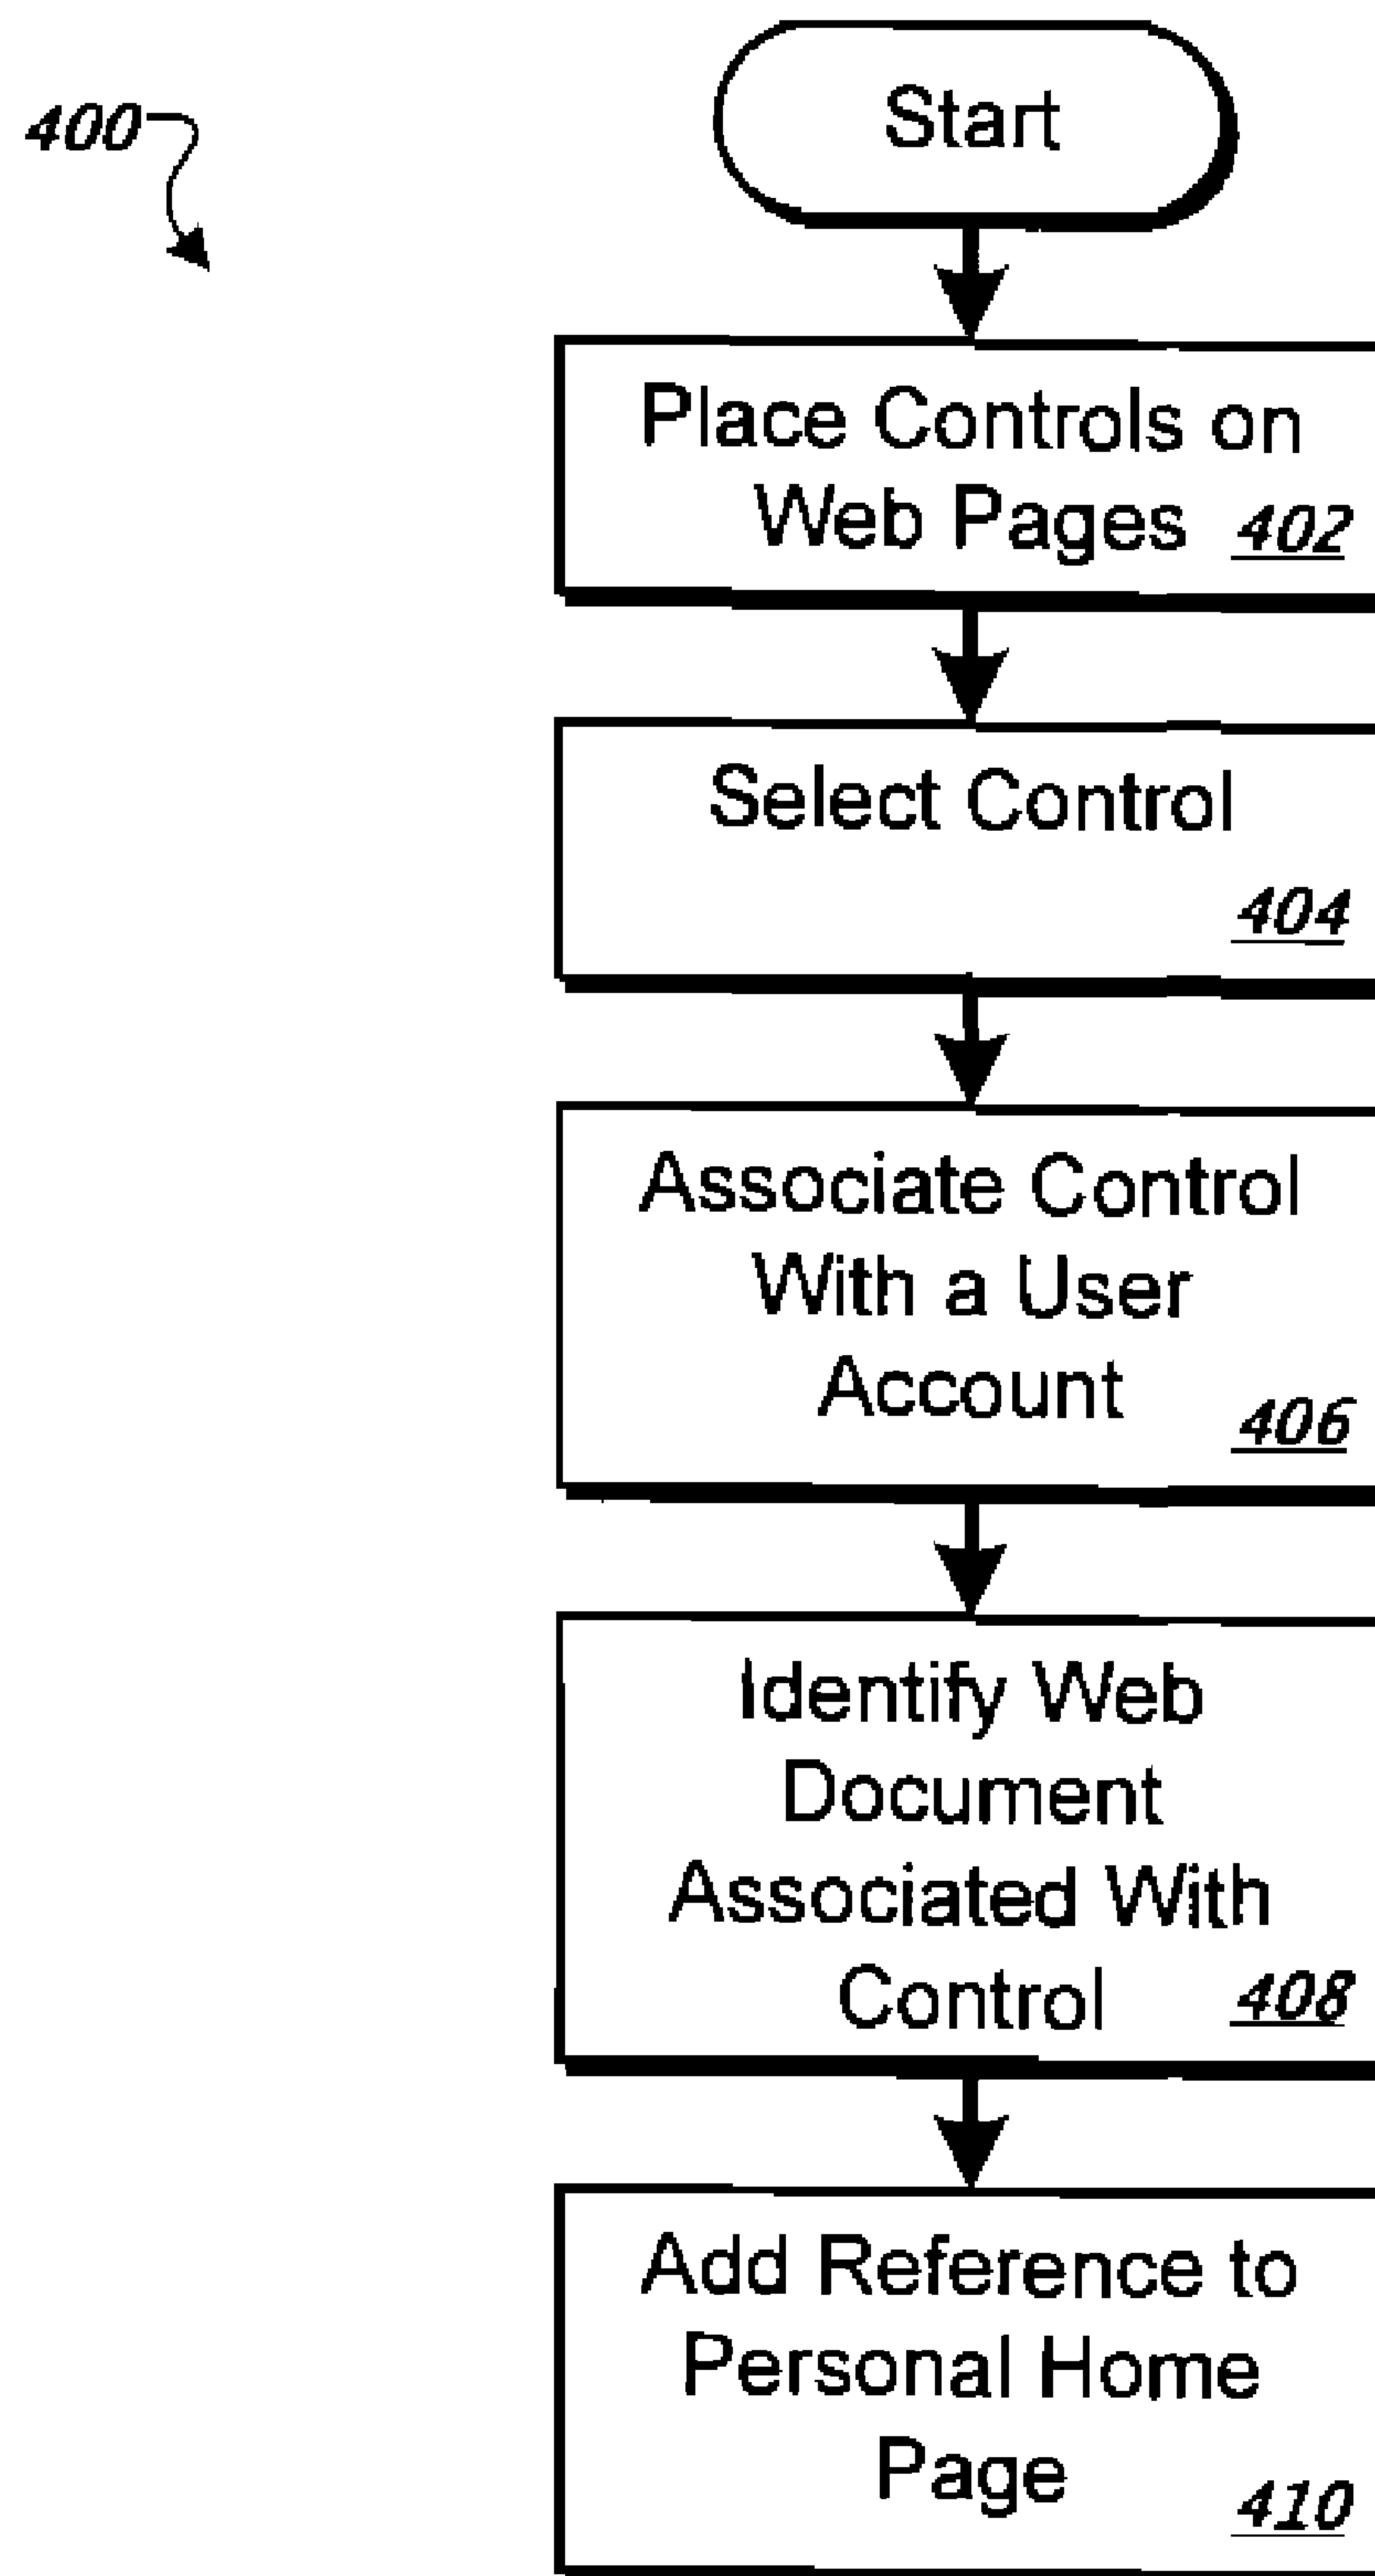 400
Start
Place Controls on
Web Pages 402
Select Control
404
Associate Control
With a User
Account 406
Identify Web
Document
Associated With
Control 408
Add Reference to
Personal Home
Page 410